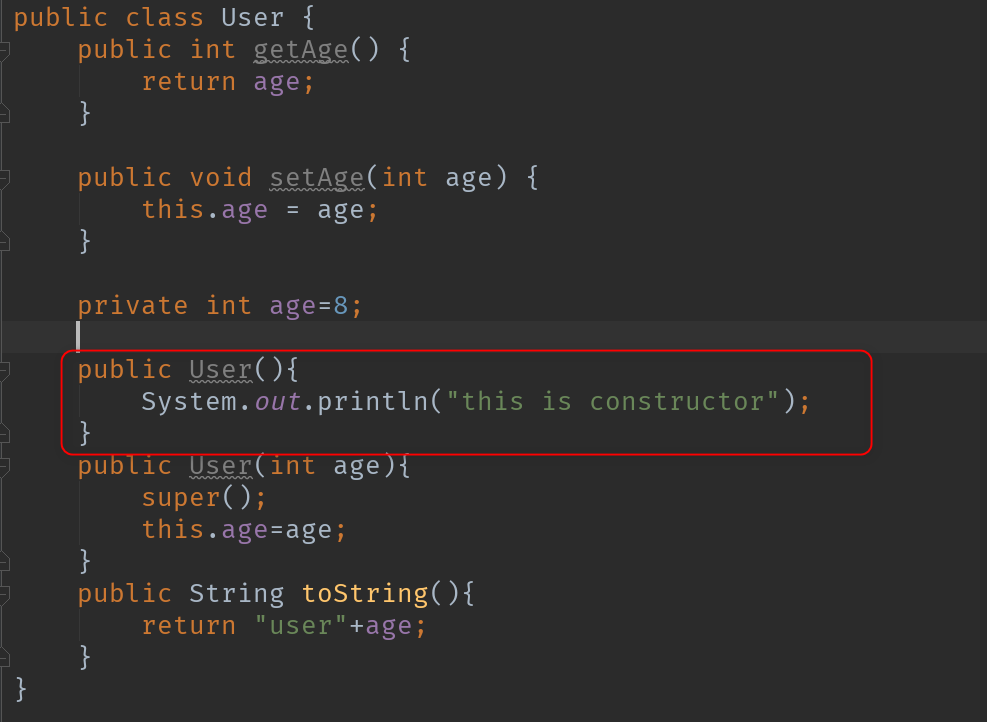 public class User {
public int getAge() {
return age;
}
public void setAge(int age) {
this.age = age;
}
private int age=8;
public User(){
System.out.println("this is constructor");
}
public User(int age){
super();
this.age=age;
}
public String toString(){
return "user"+age;
}
}